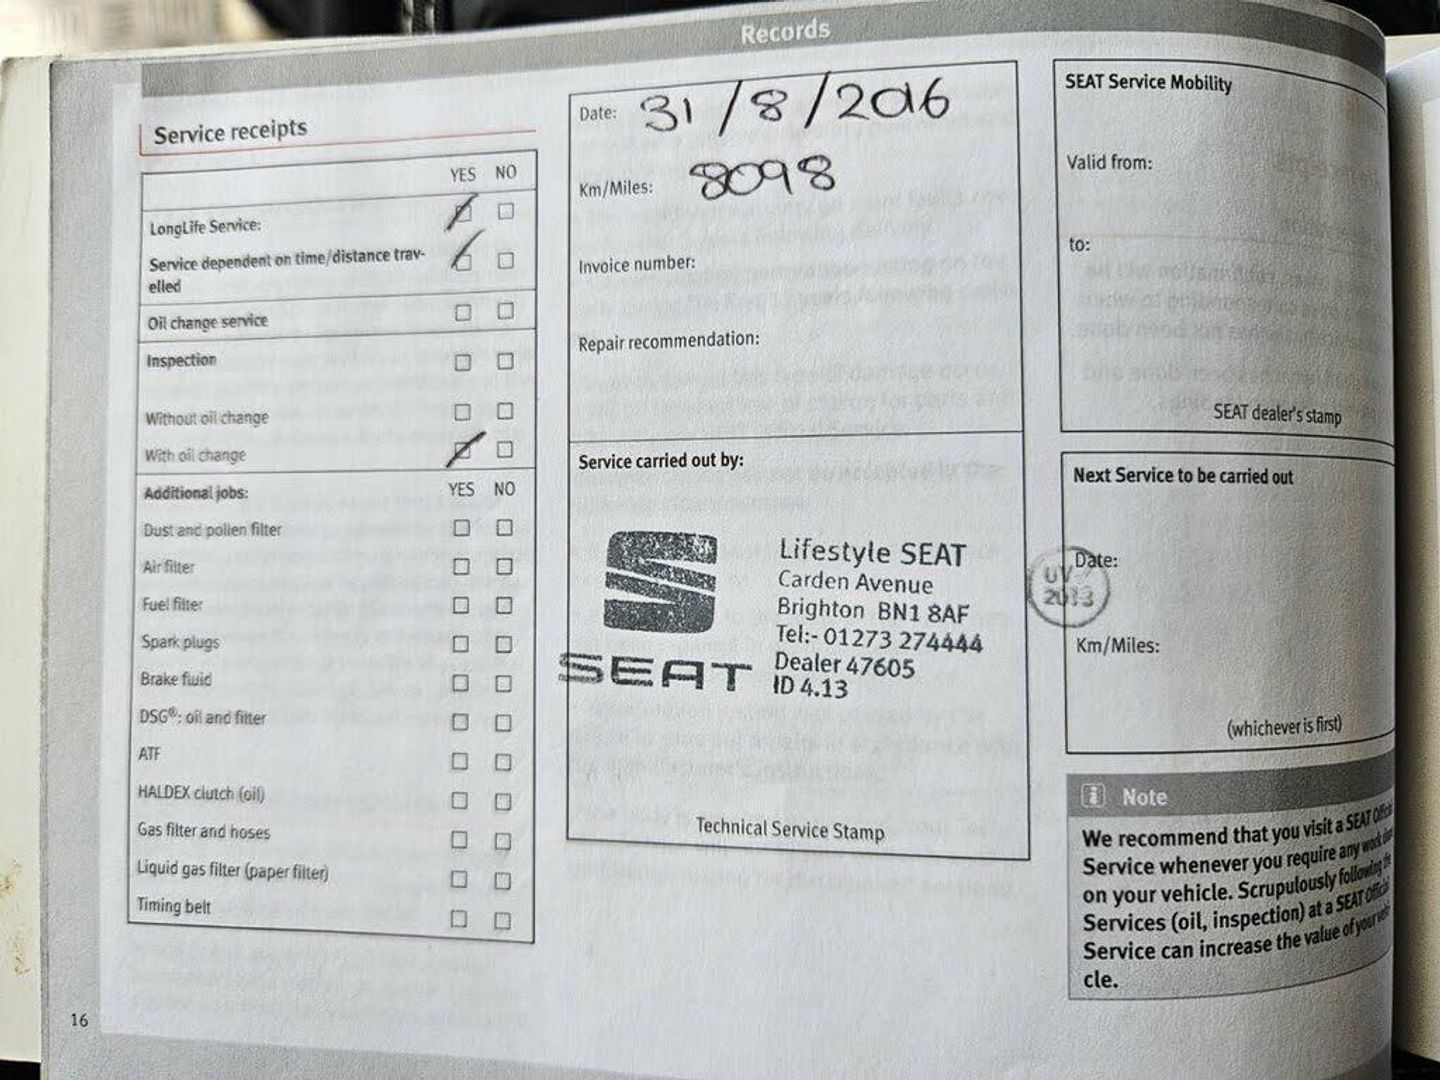 Records
Service receipts
YES NO
LongLife Service:
Service dependent on time/distance trav-
elled
Oil change service
Inspection
Without oil change
With oil change
Additional jobs: YES NO
Dust and pollen filter
Air filter
Fuel filter
Spark plugs
Brake fluid
DSG®: oil and filter
ATF
HALDEX clutch (oil)
Gas filter and hoses
Liquid gas filter (paper filter)
Timing belt
16
Date: 31/8/2016
Km/Miles: 8098
Invoice number:
Repair recommendation:
Service carried out by:
SEAT
Lifestyle SEAT
Carden Avenue
Brighton BN1 8AF
Tel:- 01273 274444
Dealer 47605
ID 4.13
Technical Service Stamp
SEAT Service Mobility
Valid from:
to:
SEAT dealer's stamp
Next Service to be carried out
Date:
UV
2013
Km/Miles:
(whichever is first)
i Note
We recommend that you visit a SEAT Official
Service whenever you require any work done
on your vehicle. Scrupulously following the
Services (oil, inspection) at a SEAT Official
Service can increase the value of your vehi-
cle.